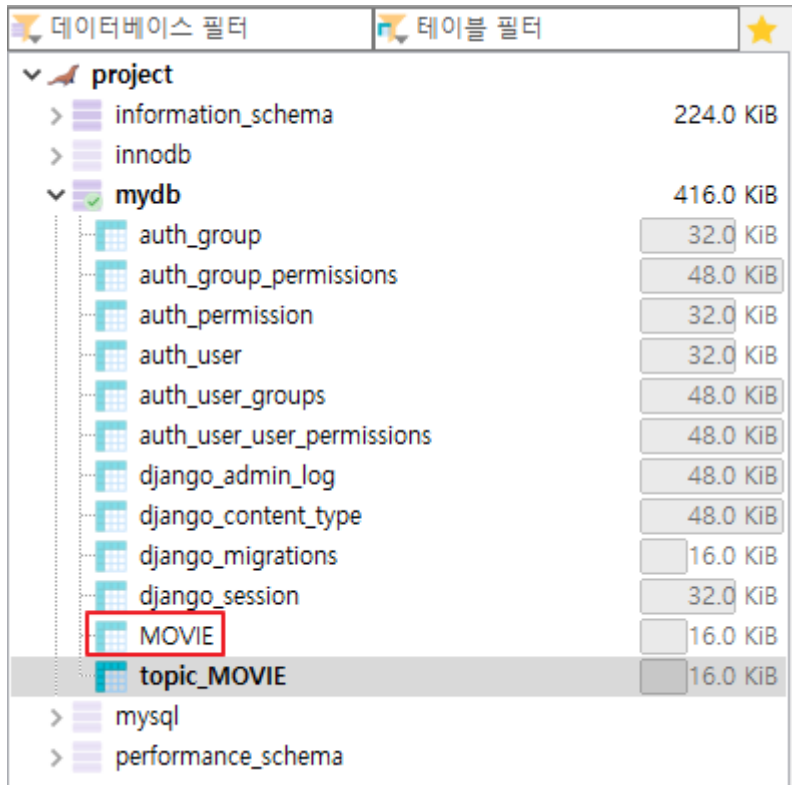 데이터베이스 필터 테이블 필터
project
information_schema 224.0 KiB
innodb
mydb 416.0 KiB
auth_group 32.0 KiB
auth_group_permissions 48.0 KiB
auth_permission 32.0 KiB
auth_user 32.0 KiB
auth_user_groups 48.0 KiB
auth_user_user_permissions 48.0 KiB
django_admin_log 48.0 KiB
django_content_type 48.0 KiB
django_migrations 16.0 KiB
django_session 32.0 KiB
MOVIE 16.0 KiB
topic_MOVIE 16.0 KiB
mysql
performance_schema